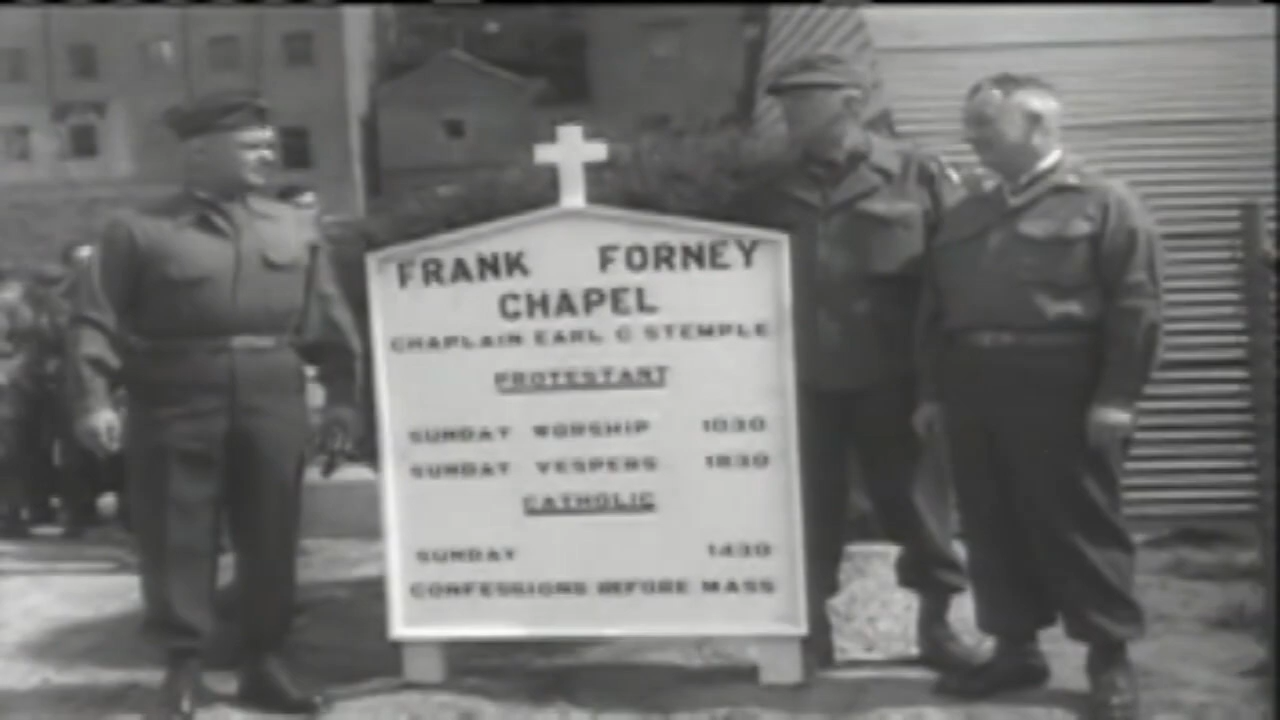 FRANK FORNEY
CHAPEL
CHAPLAIN EARL C STEMPLE
PROTESTANT
SUNDAY WORSHIP 1030
SUNDAY VESPERS 1830
CATHOLIC
SUNDAY 1430
CONFESSIONS BEFORE MASS